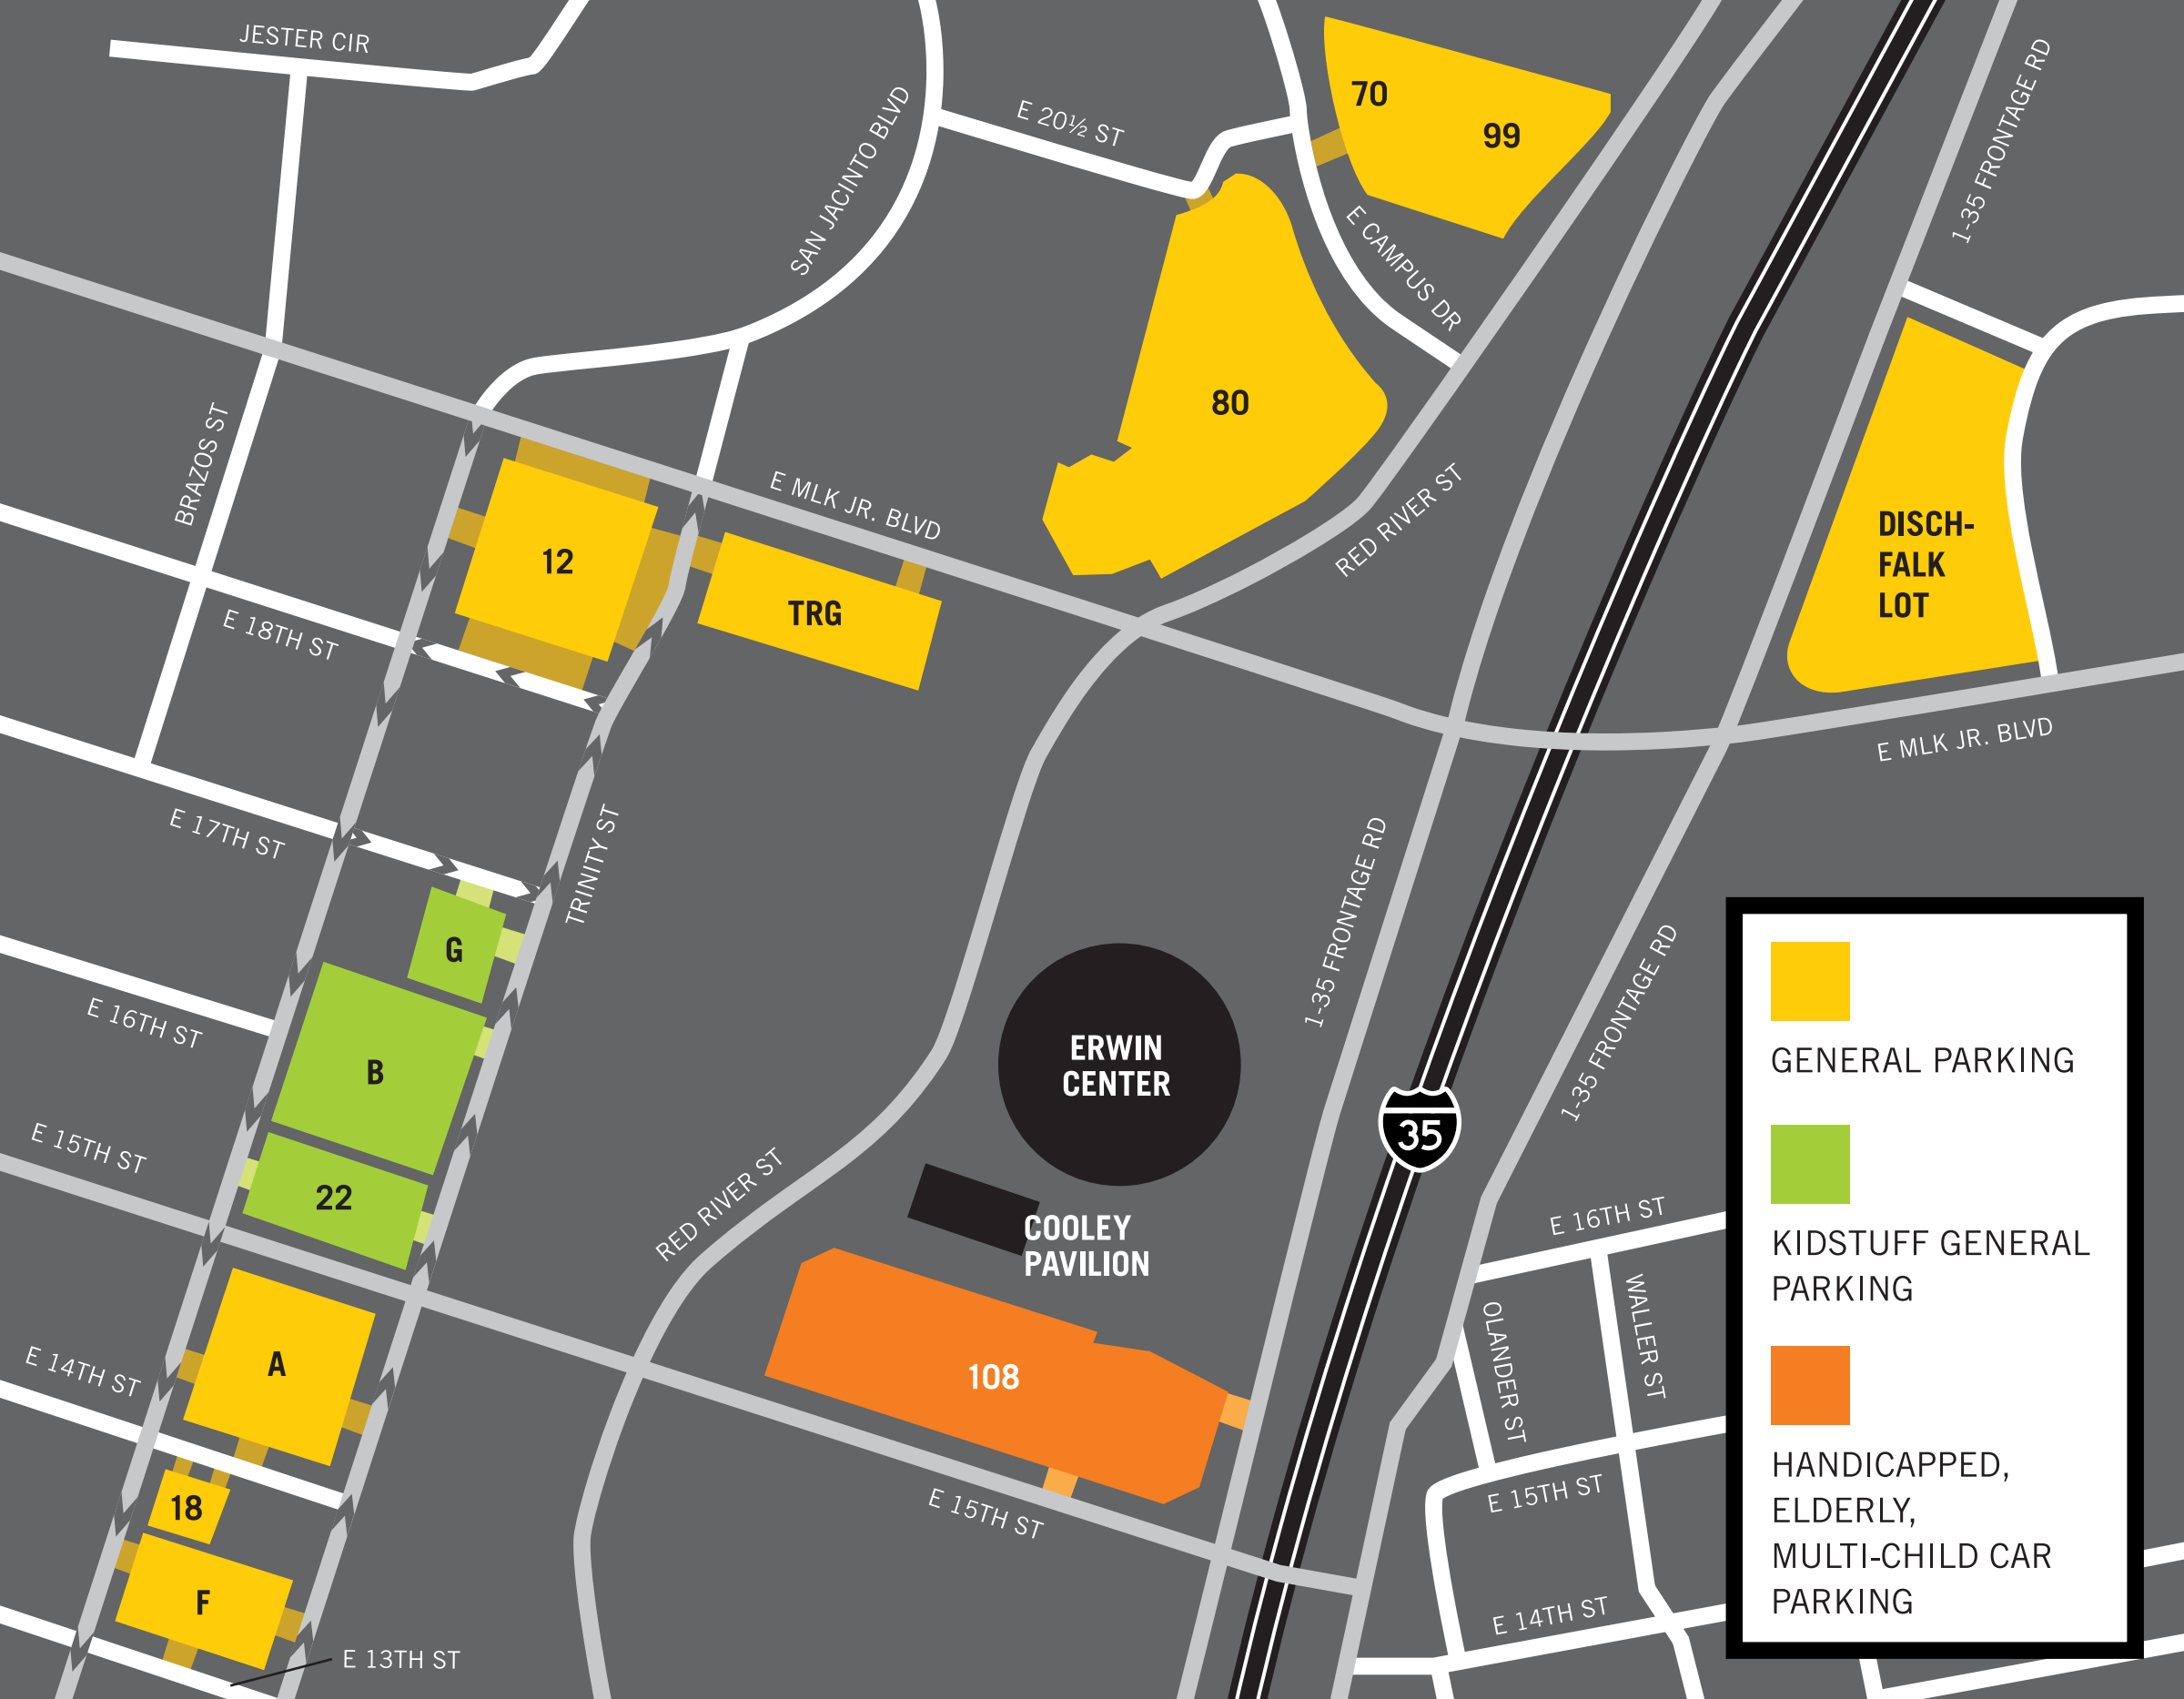 JESTER CIR
SAN JACINTO BLVD
E 20½ ST
70
99
E CAMPUS DR
1-35 FRONTAGE RD
BRAZOS ST
80
E MLK JR. BLVD
RED RIVER ST
12
TRG
DISCH-
FALK
LOT
E 18TH ST
E MLK JR. BLVD
E 17TH ST
TRINITY ST
1-35 FRONTAGE RD
1-35 FRONTAGE RD
G
E 16TH ST
B
ERWIN
CENTER
35
E 15TH ST
22
RED RIVER ST
COOLEY
PAVILION
E 16TH ST
OLANDER ST
WALLER ST
E 14TH ST
A
108
E 15TH ST
E 15TH ST
18
F
E 14TH ST
E 13TH ST
GENERAL PARKING
KIDSTUFF GENERAL
PARKING
HANDICAPPED,
ELDERLY,
MULTI-CHILD CAR
PARKING